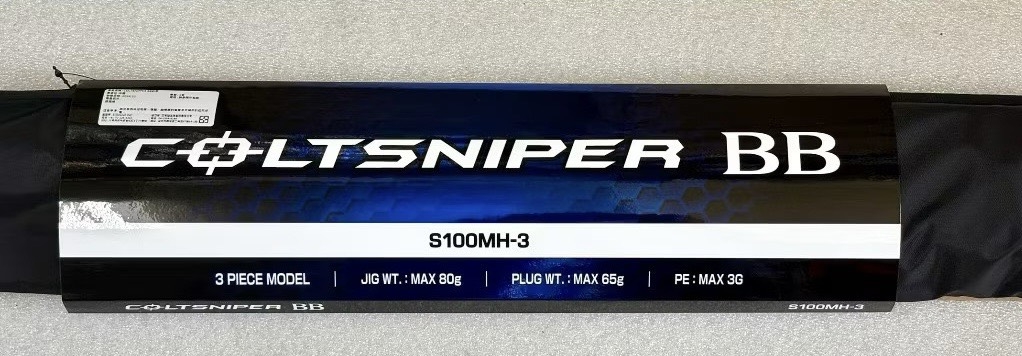 COLTSNIPER BB
S100MH-3
3 PIECE MODEL | JIG WT. : MAX 80g | PLUG WT. : MAX 65g | PE : MAX 3G
COLTSNIPER BB S100MH-3